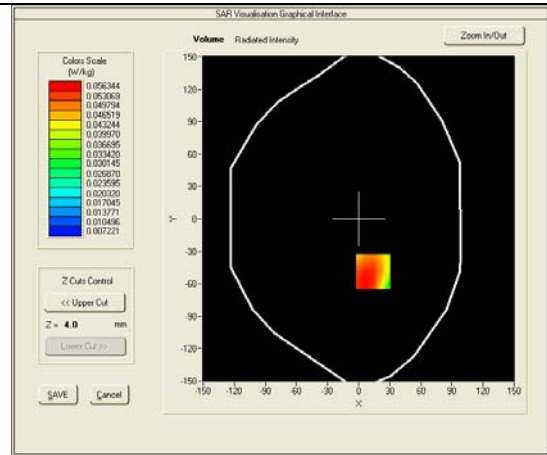 SAR Visualisation Graphical Interface
Volume Radiated Intensity
Zoom In/Out
Colors Scale
(W/kg)
0.056344
0.053069
0.049794
0.046519
0.043244
0.039970
0.036695
0.033420
0.030145
0.026870
0.023595
0.020320
0.017045
0.013771
0.010496
0.007221
Z Cuts Control
<< Upper Cut
Z = 4.0 mm
Lower Cut >>
SAVE
Cancel
150
120
90
60
30
0
-30
-60
-90
-120
-150
Y
-150 -120 -90 -60 -30 0 30 60 90 120 150
X